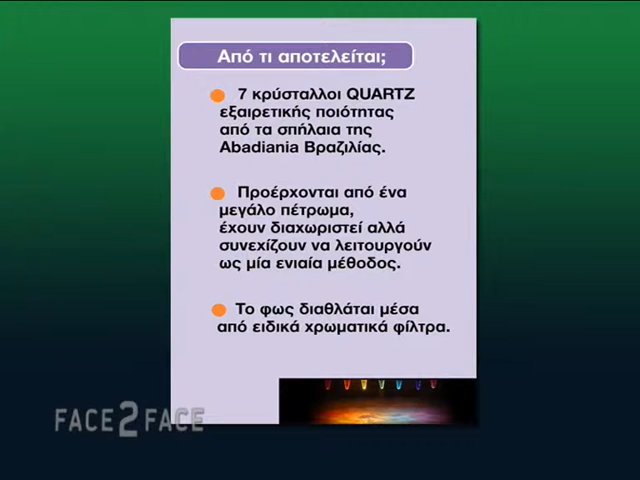 Από τι αποτελείται;
7 κρύσταλλοι QUARTZ
εξαιρετικής ποιότητας
από τα σπήλαια της
Abadiania Βραζιλίας.
Προέρχονται από ένα
μεγάλο πέτρωμα,
έχουν διαχωριστεί αλλά
συνεχίζουν να λειτουργούν
ως μία ενιαία μέθοδος.
Το φως διαθλάται μέσα
από ειδικά χρωματικά φίλτρα.
FACE2FACE